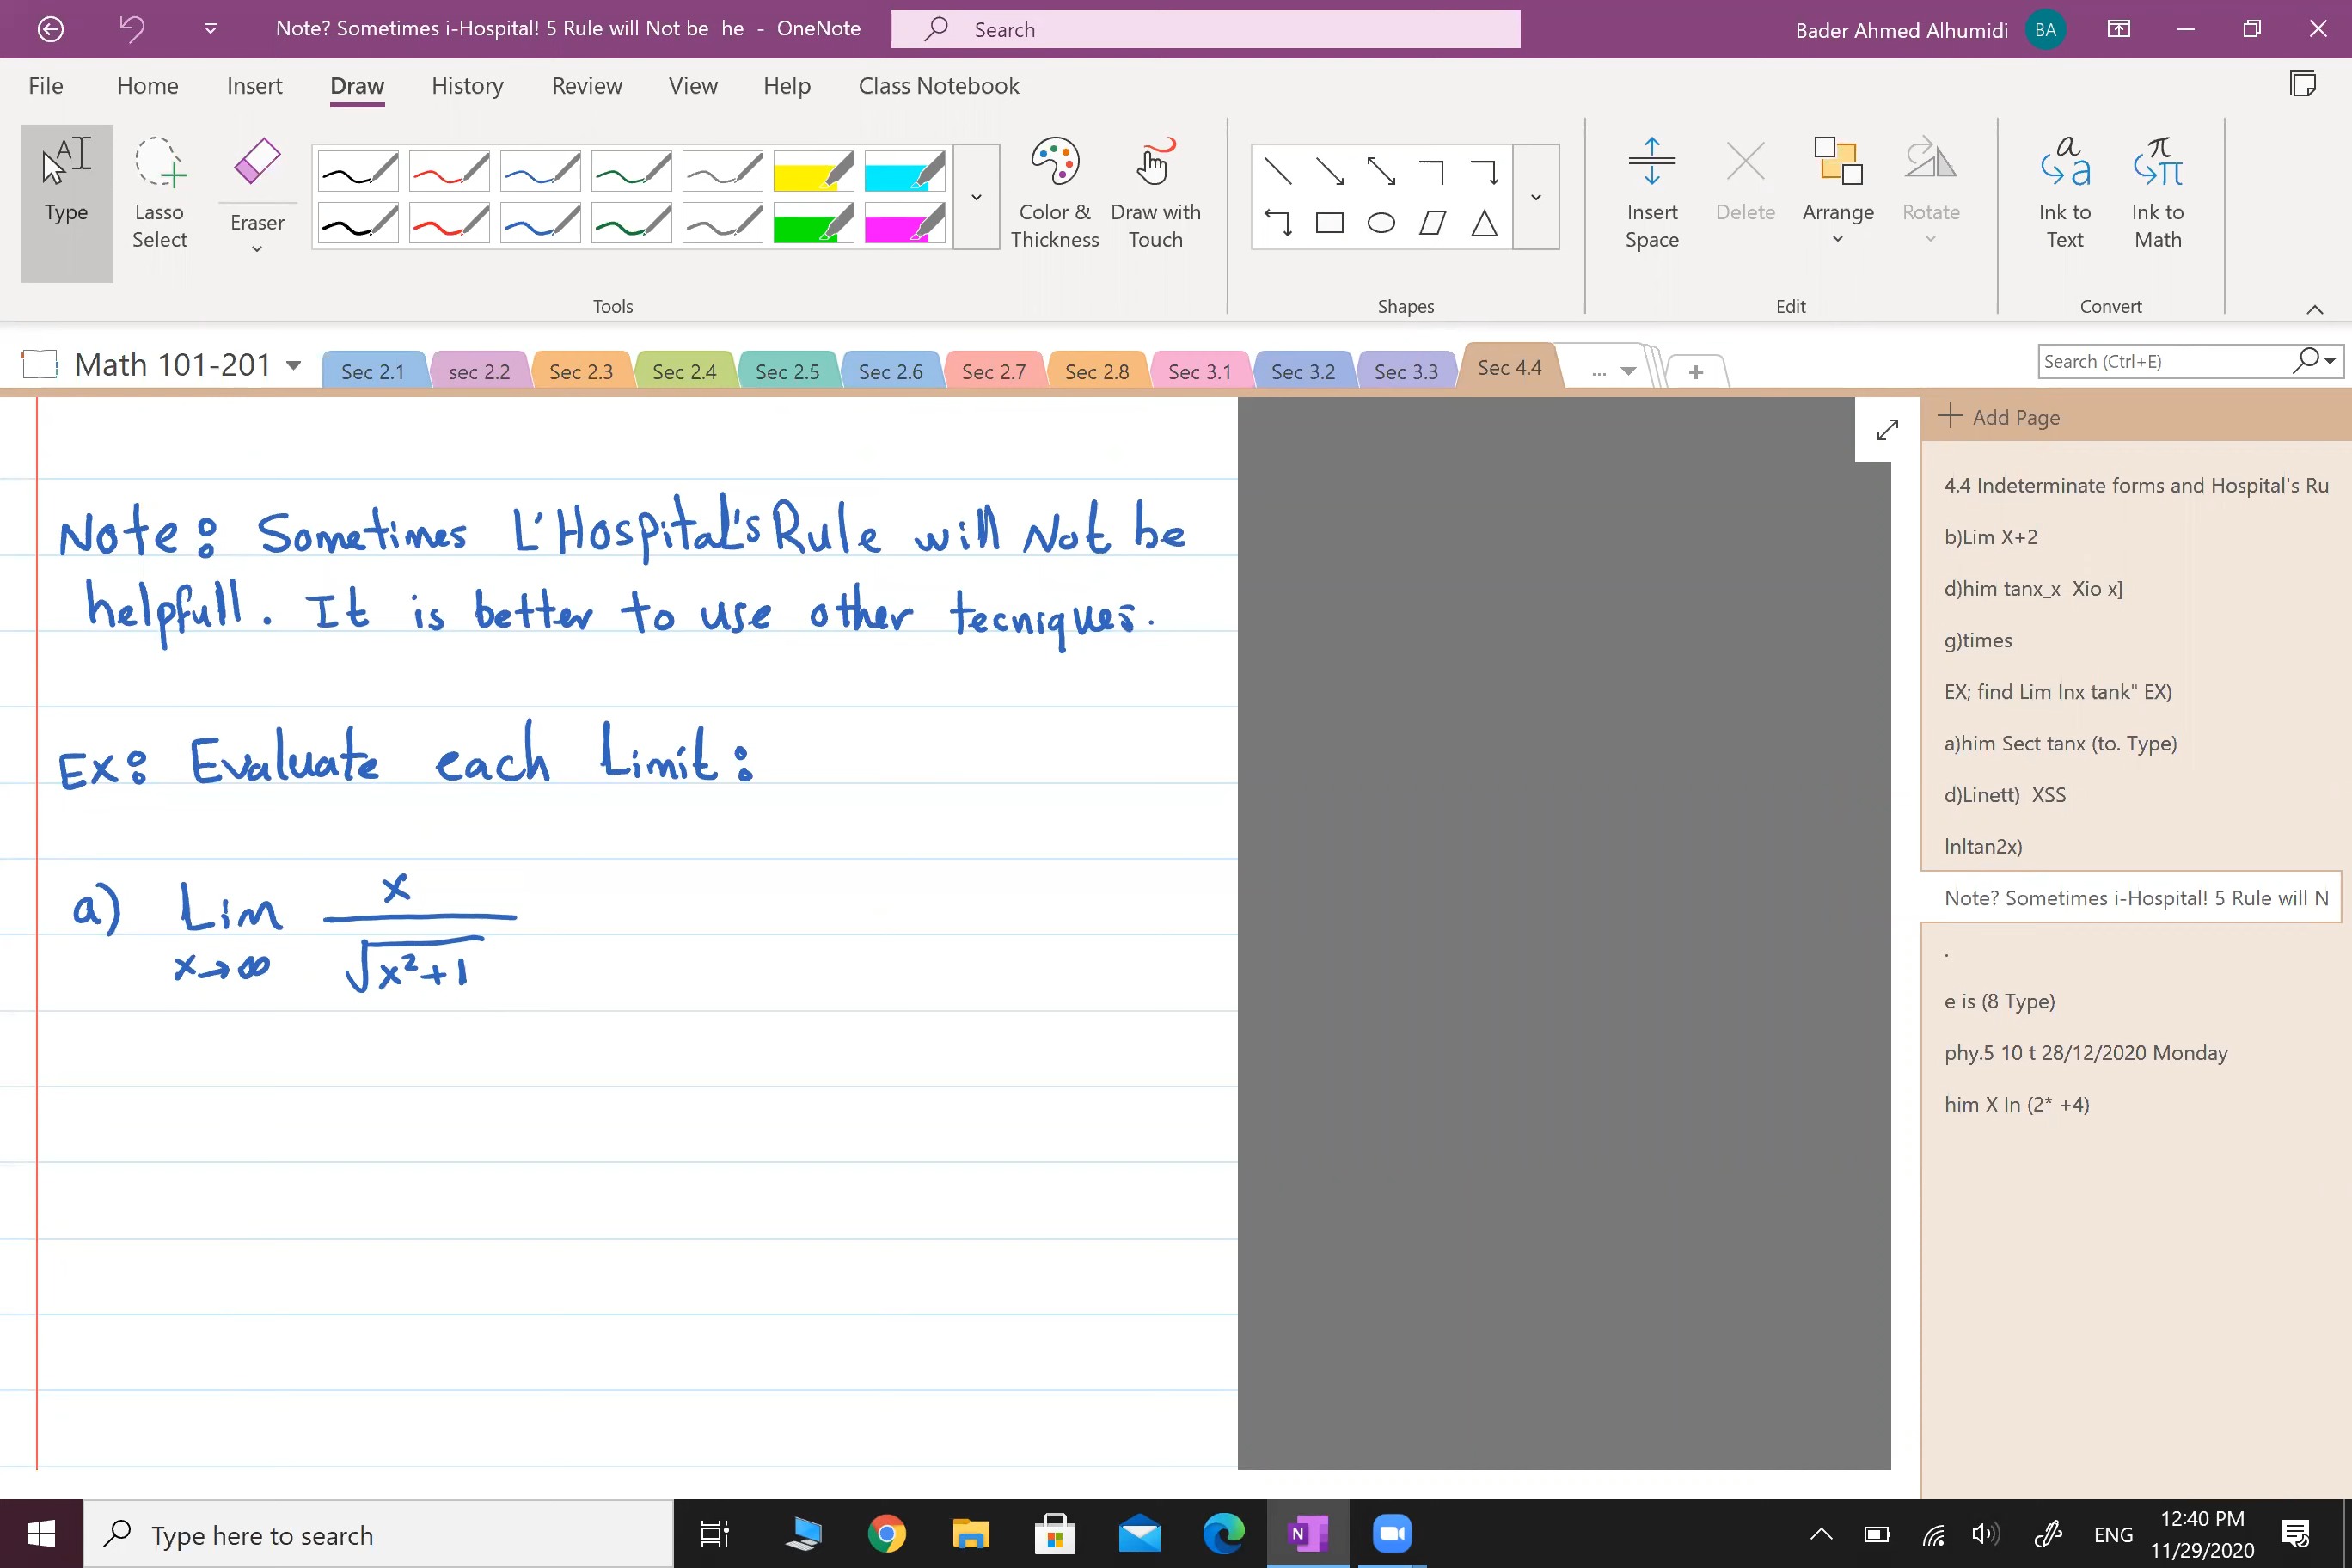 Note? Sometimes i-Hospital! 5 Rule will Not be he - OneNote
Search
Bader Ahmed Alhumidi
BA
File Home Insert Draw History Review View Help Class Notebook
Type
Lasso Select
Eraser
Color & Thickness
Draw with Touch
Insert Space
Delete
Arrange
Rotate
Ink to Text
Ink to Math
Tools
Shapes
Edit
Convert
Math 101-201
Sec 2.1 sec 2.2 Sec 2.3 Sec 2.4 Sec 2.5 Sec 2.6 Sec 2.7 Sec 2.8 Sec 3.1 Sec 3.2 Sec 3.3 Sec 4.4 ... +
Search (Ctrl+E)
Note: Sometimes L'Hospital's Rule will Not be
helpfull. It is better to use other tecniques.
Ex: Evaluate each Limit:
a) Lim x→∞ x / √(x²+1)
Add Page
4.4 Indeterminate forms and Hospital's Ru
b)Lim X+2
d)him tanx_x Xio x]
g)times
EX; find Lim Inx tank" EX)
a)him Sect tanx (to. Type)
d)Linett) XSS
lnltan2x)
Note? Sometimes i-Hospital! 5 Rule will N
.
e is (8 Type)
phy.5 10 t 28/12/2020 Monday
him X In (2* +4)
Type here to search
ENG
12:40 PM
11/29/2020